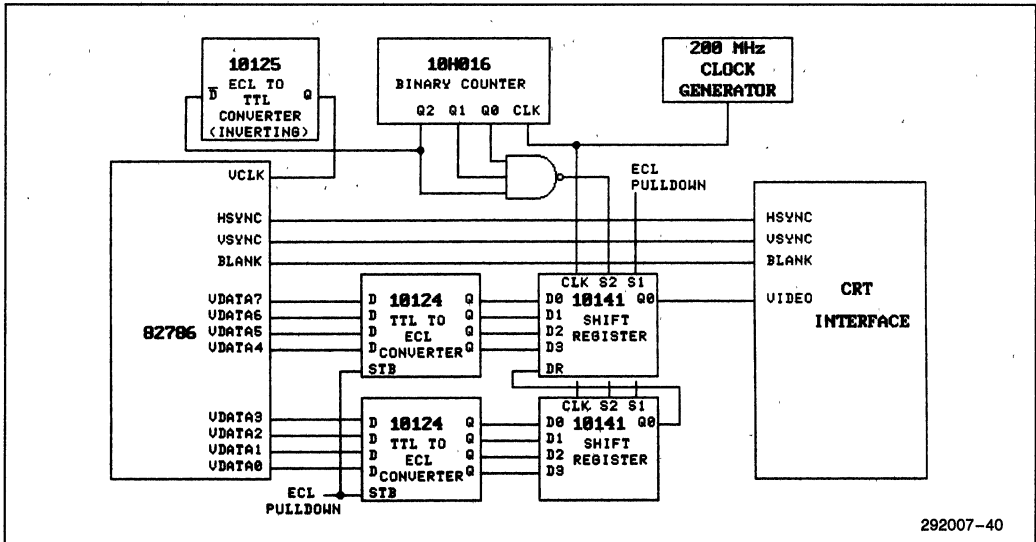 10125
ECL TO
TTL
CONVERTER
(INVERTING)
D Q
10H016
BINARY COUNTER
Q2 Q1 Q0 CLK
200 MHz
CLOCK
GENERATOR
ECL
PULLDOWN
82786
VCLK
HSYNC
VSYNC
BLANK
VDATA7
VDATA6
VDATA5
VDATA4
VDATA3
VDATA2
VDATA1
VDATA0
D 10124 Q
D TTL TO Q
D ECL Q
D CONVERTER Q
STB
CLK S2 S1
D0 10141 Q0
D1 SHIFT
D2 REGISTER
D3
DR
D 10124 Q
D TTL TO Q
D ECL Q
D CONVERTER Q
STB
ECL
PULLDOWN
CLK S2 S1
D0 10141 Q0
D1 SHIFT
D2 REGISTER
D3
HSYNC
VSYNC
BLANK
VIDEO
CRT
INTERFACE
292007-40